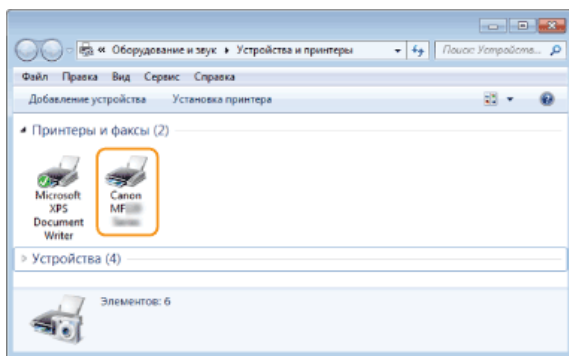 « Оборудование и звук ▸ Устройства и принтеры
Поиск: Устройств...
Файл Правка Вид Сервис Справка
Добавление устройства Установка принтера
Принтеры и факсы (2)
Microsoft
XPS
Document
Writer
Canon
MF
Устройства (4)
Элементов: 6